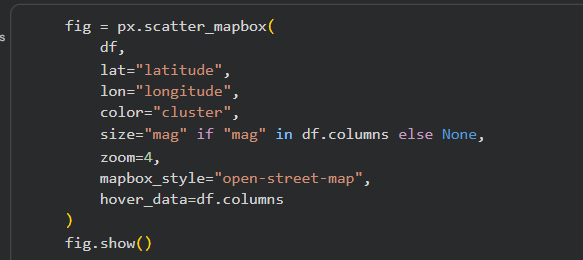 s
fig = px.scatter_mapbox(
    df,
    lat="latitude",
    lon="longitude",
    color="cluster",
    size="mag" if "mag" in df.columns else None,
    zoom=4,
    mapbox_style="open-street-map",
    hover_data=df.columns
)
fig.show()